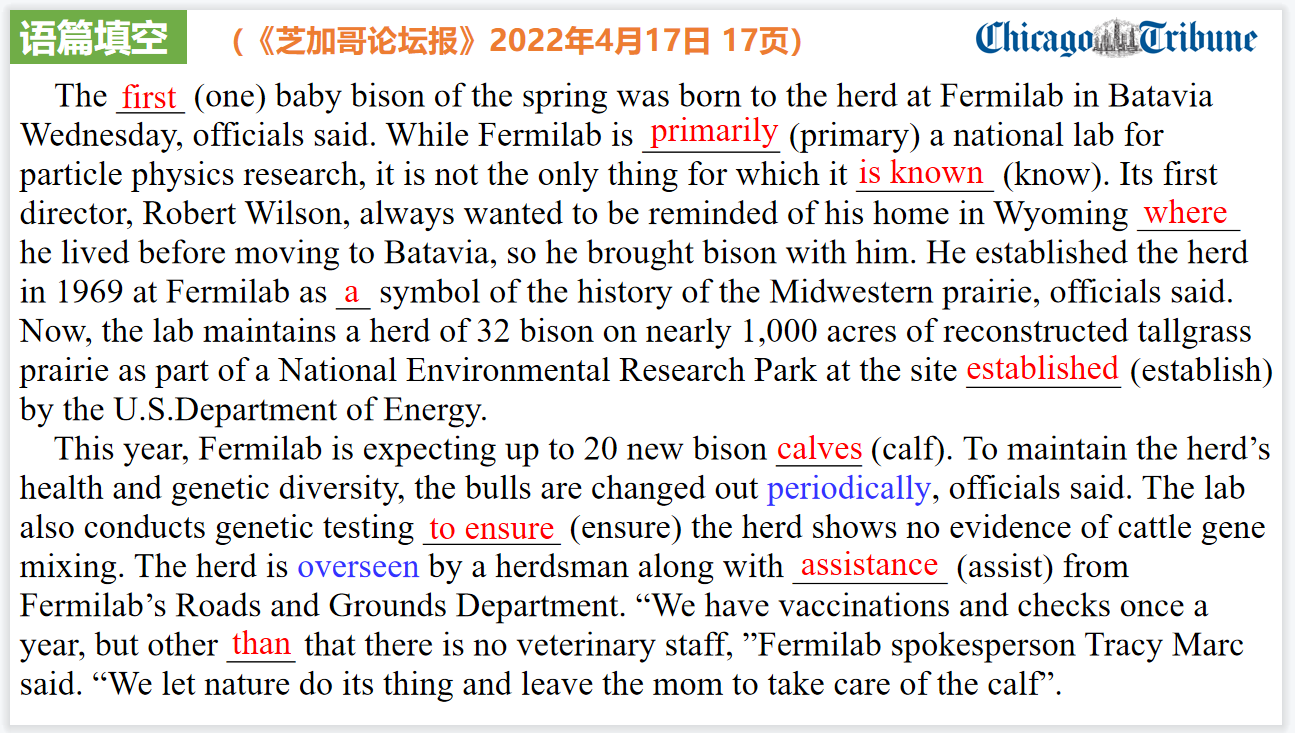 语篇填空 (《芝加哥论坛报》2022年4月17日 17页) Chicago Tribune
The first (one) baby bison of the spring was born to the herd at Fermilab in Batavia
Wednesday, officials said. While Fermilab is primarily (primary) a national lab for
particle physics research, it is not the only thing for which it is known (know). Its first
director, Robert Wilson, always wanted to be reminded of his home in Wyoming where
he lived before moving to Batavia, so he brought bison with him. He established the herd
in 1969 at Fermilab as a symbol of the history of the Midwestern prairie, officials said.
Now, the lab maintains a herd of 32 bison on nearly 1,000 acres of reconstructed tallgrass
prairie as part of a National Environmental Research Park at the site established (establish)
by the U.S.Department of Energy.
This year, Fermilab is expecting up to 20 new bison calves (calf). To maintain the herd’s
health and genetic diversity, the bulls are changed out periodically, officials said. The lab
also conducts genetic testing to ensure (ensure) the herd shows no evidence of cattle gene
mixing. The herd is overseen by a herdsman along with assistance (assist) from
Fermilab’s Roads and Grounds Department. “We have vaccinations and checks once a
year, but other than that there is no veterinary staff, ”Fermilab spokesperson Tracy Marc
said. “We let nature do its thing and leave the mom to take care of the calf”.